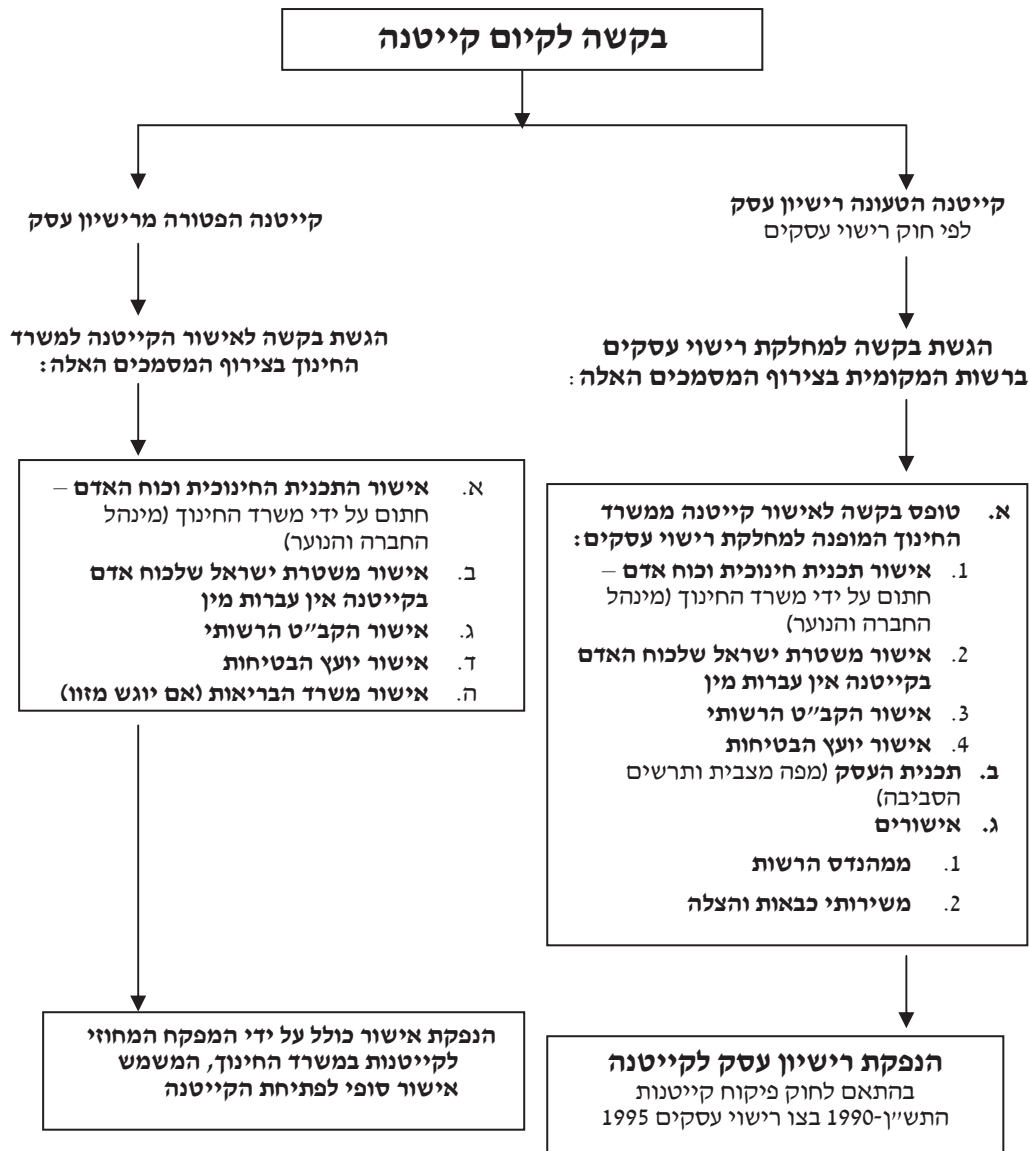 בקשה לקיום קייטנה
קייטנה הטעונה רישיון עסק
לפי חוק רישוי עסקים
הגשת בקשה למחלקת רישוי עסקים
ברשות המקומית בצירוף המסמכים האלה:
א. טופס בקשה לאישור קייטנה ממשרד
החינוך המופנה למחלקת רישוי עסקים:
1. אישור תכנית חינוכית וכוח אדם –
חתום על ידי משרד החינוך (מינהל
החברה והנוער)
2. אישור משטרת ישראל שלכוח האדם
בקייטנה אין עברות מין
3. אישור הקב״ט הרשותי
4. אישור יועץ הבטיחות
ב. תכנית העסק (מפה מצבית ותרשים
הסביבה)
ג. אישורים
1. ממהנדס הרשות
2. משירותי כבאות והצלה
הנפקת רישיון עסק לקייטנה
בהתאם לחוק פיקוח קייטנות
התש״ן-1990 בצו רישוי עסקים 1995
קייטנה הפטורה מרישיון עסק
הגשת בקשה לאישור הקייטנה למשרד
החינוך בצירוף המסמכים האלה:
א. אישור התכנית החינוכית וכוח האדם –
חתום על ידי משרד החינוך (מינהל
החברה והנוער)
ב. אישור משטרת ישראל שלכוח אדם
בקייטנה אין עברות מין
ג. אישור הקב״ט הרשותי
ד. אישור יועץ הבטיחות
ה. אישור משרד הבריאות (אם יוגש מזון)
הנפקת אישור כולל על ידי המפקח המחוזי
לקייטנות במשרד החינוך, המשמש
אישור סופי לפתיחת הקייטנה